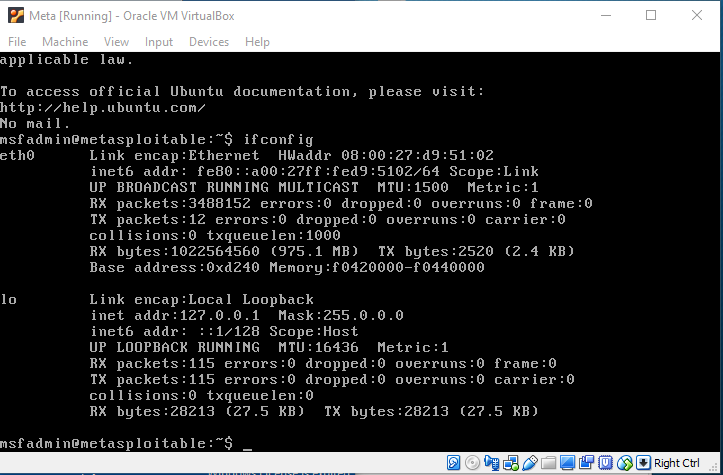 Meta [Running] - Oracle VM VirtualBox
File Machine View Input Devices Help
applicable law.
To access official Ubuntu documentation, please visit:
http://help.ubuntu.com/
No mail.
msfadmin@metasploitable:~$ ifconfig
eth0      Link encap:Ethernet  HWaddr 08:00:27:d9:51:02
          inet6 addr: fe80::a00:27ff:fed9:5102/64 Scope:Link
          UP BROADCAST RUNNING MULTICAST  MTU:1500  Metric:1
          RX packets:3488152 errors:0 dropped:0 overruns:0 frame:0
          TX packets:12 errors:0 dropped:0 overruns:0 carrier:0
          collisions:0 txqueuelen:1000
          RX bytes:1022564560 (975.1 MB)  TX bytes:2520 (2.4 KB)
          Base address:0xd240 Memory:f0420000-f0440000
lo        Link encap:Local Loopback
          inet addr:127.0.0.1  Mask:255.0.0.0
          inet6 addr: ::1/128 Scope:Host
          UP LOOPBACK RUNNING  MTU:16436  Metric:1
          RX packets:115 errors:0 dropped:0 overruns:0 frame:0
          TX packets:115 errors:0 dropped:0 overruns:0 carrier:0
          collisions:0 txqueuelen:0
          RX bytes:28213 (27.5 KB)  TX bytes:28213 (27.5 KB)
msfadmin@metasploitable:~$ _
Right Ctrl